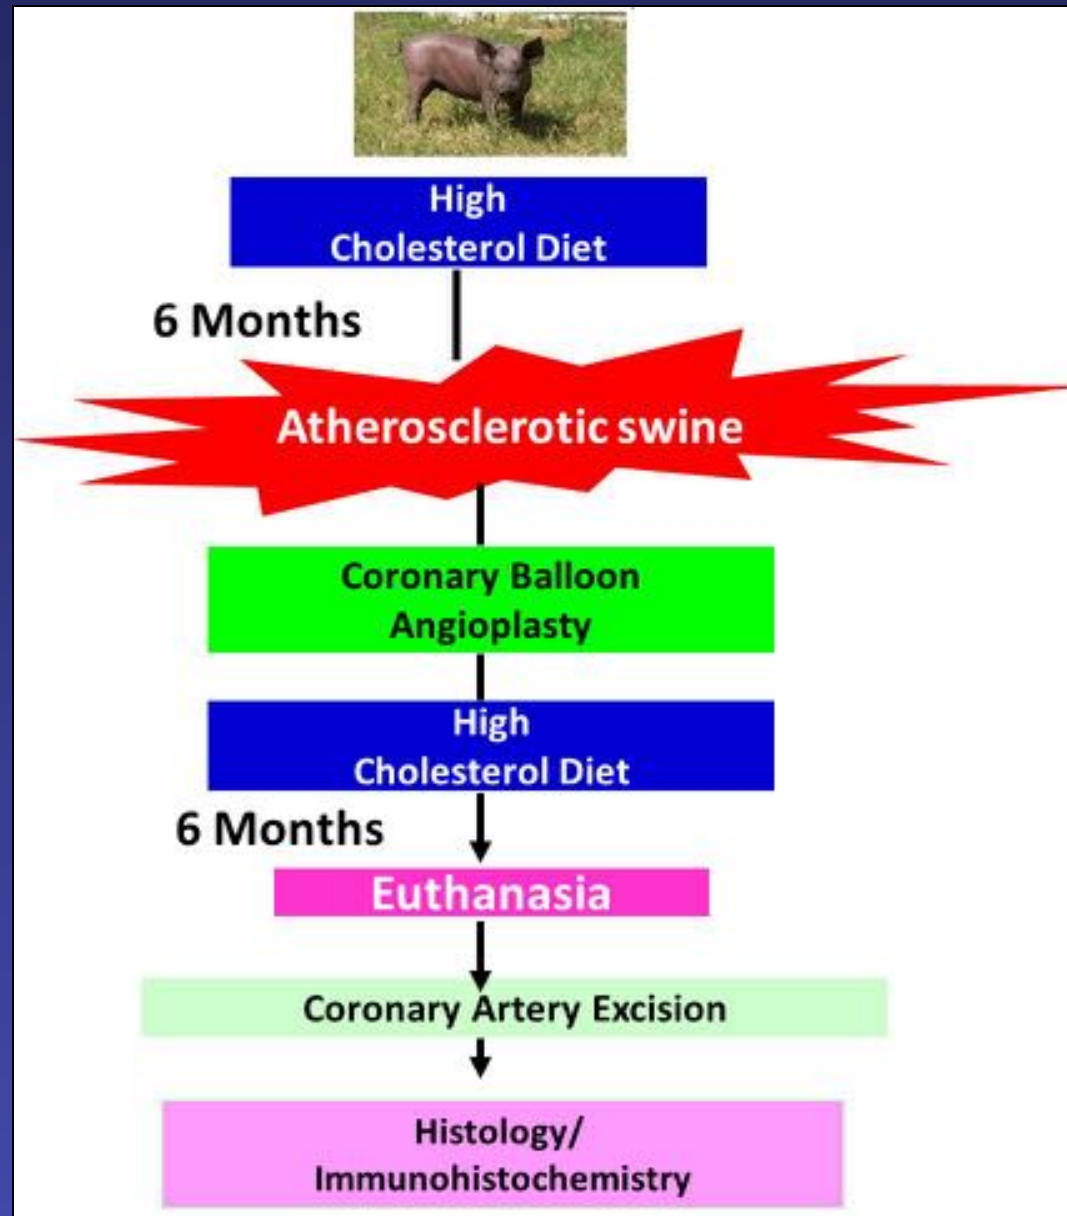 High
Cholesterol Diet
6 Months
Atherosclerotic swine
Coronary Balloon
Angioplasty
High
Cholesterol Diet
6 Months
Euthanasia
Coronary Artery Excision
Histology/
Immunohistochemistry